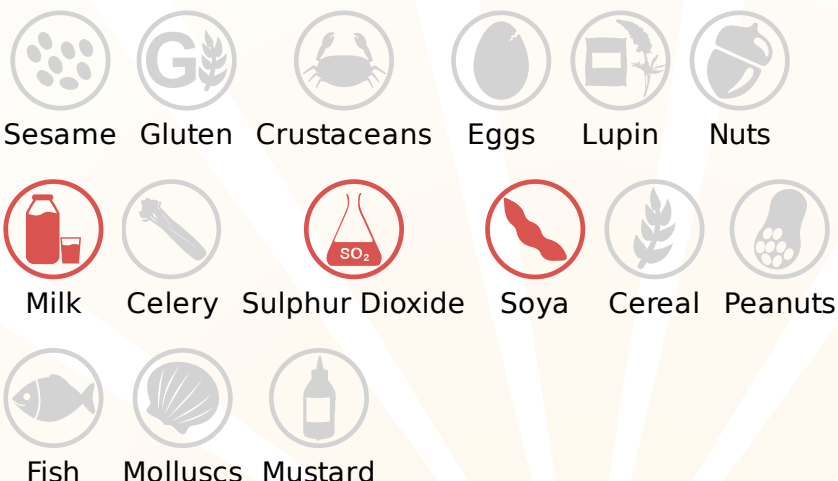 G
Sesame Gluten Crustaceans Eggs Lupin Nuts
SO₂
Milk Celery Sulphur Dioxide Soya Cereal Peanuts
Fish Molluscs Mustard